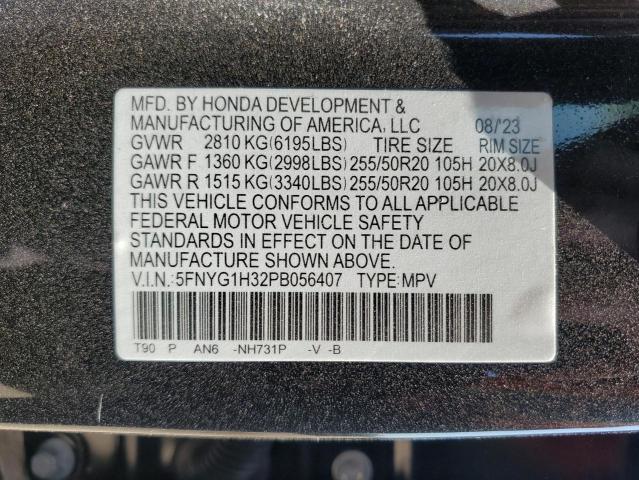 MFD. BY HONDA DEVELOPMENT &
MANUFACTURING OF AMERICA, LLC 08/'23
GVWR 2810 KG(6195LBS) TIRE SIZE RIM SIZE
GAWR F 1360 KG(2998LBS) 255/50R20 105H 20X8.0J
GAWR R 1515 KG(3340LBS) 255/50R20 105H 20X8.0J
THIS VEHICLE CONFORMS TO ALL APPLICABLE
FEDERAL MOTOR VEHICLE SAFETY
STANDARDS IN EFFECT ON THE DATE OF
MANUFACTURE SHOWN ABOVE.
V.I.N.:5FNYG1H32PB056407 TYPE:MPV
T90 P AN6 -NH731P -V -B